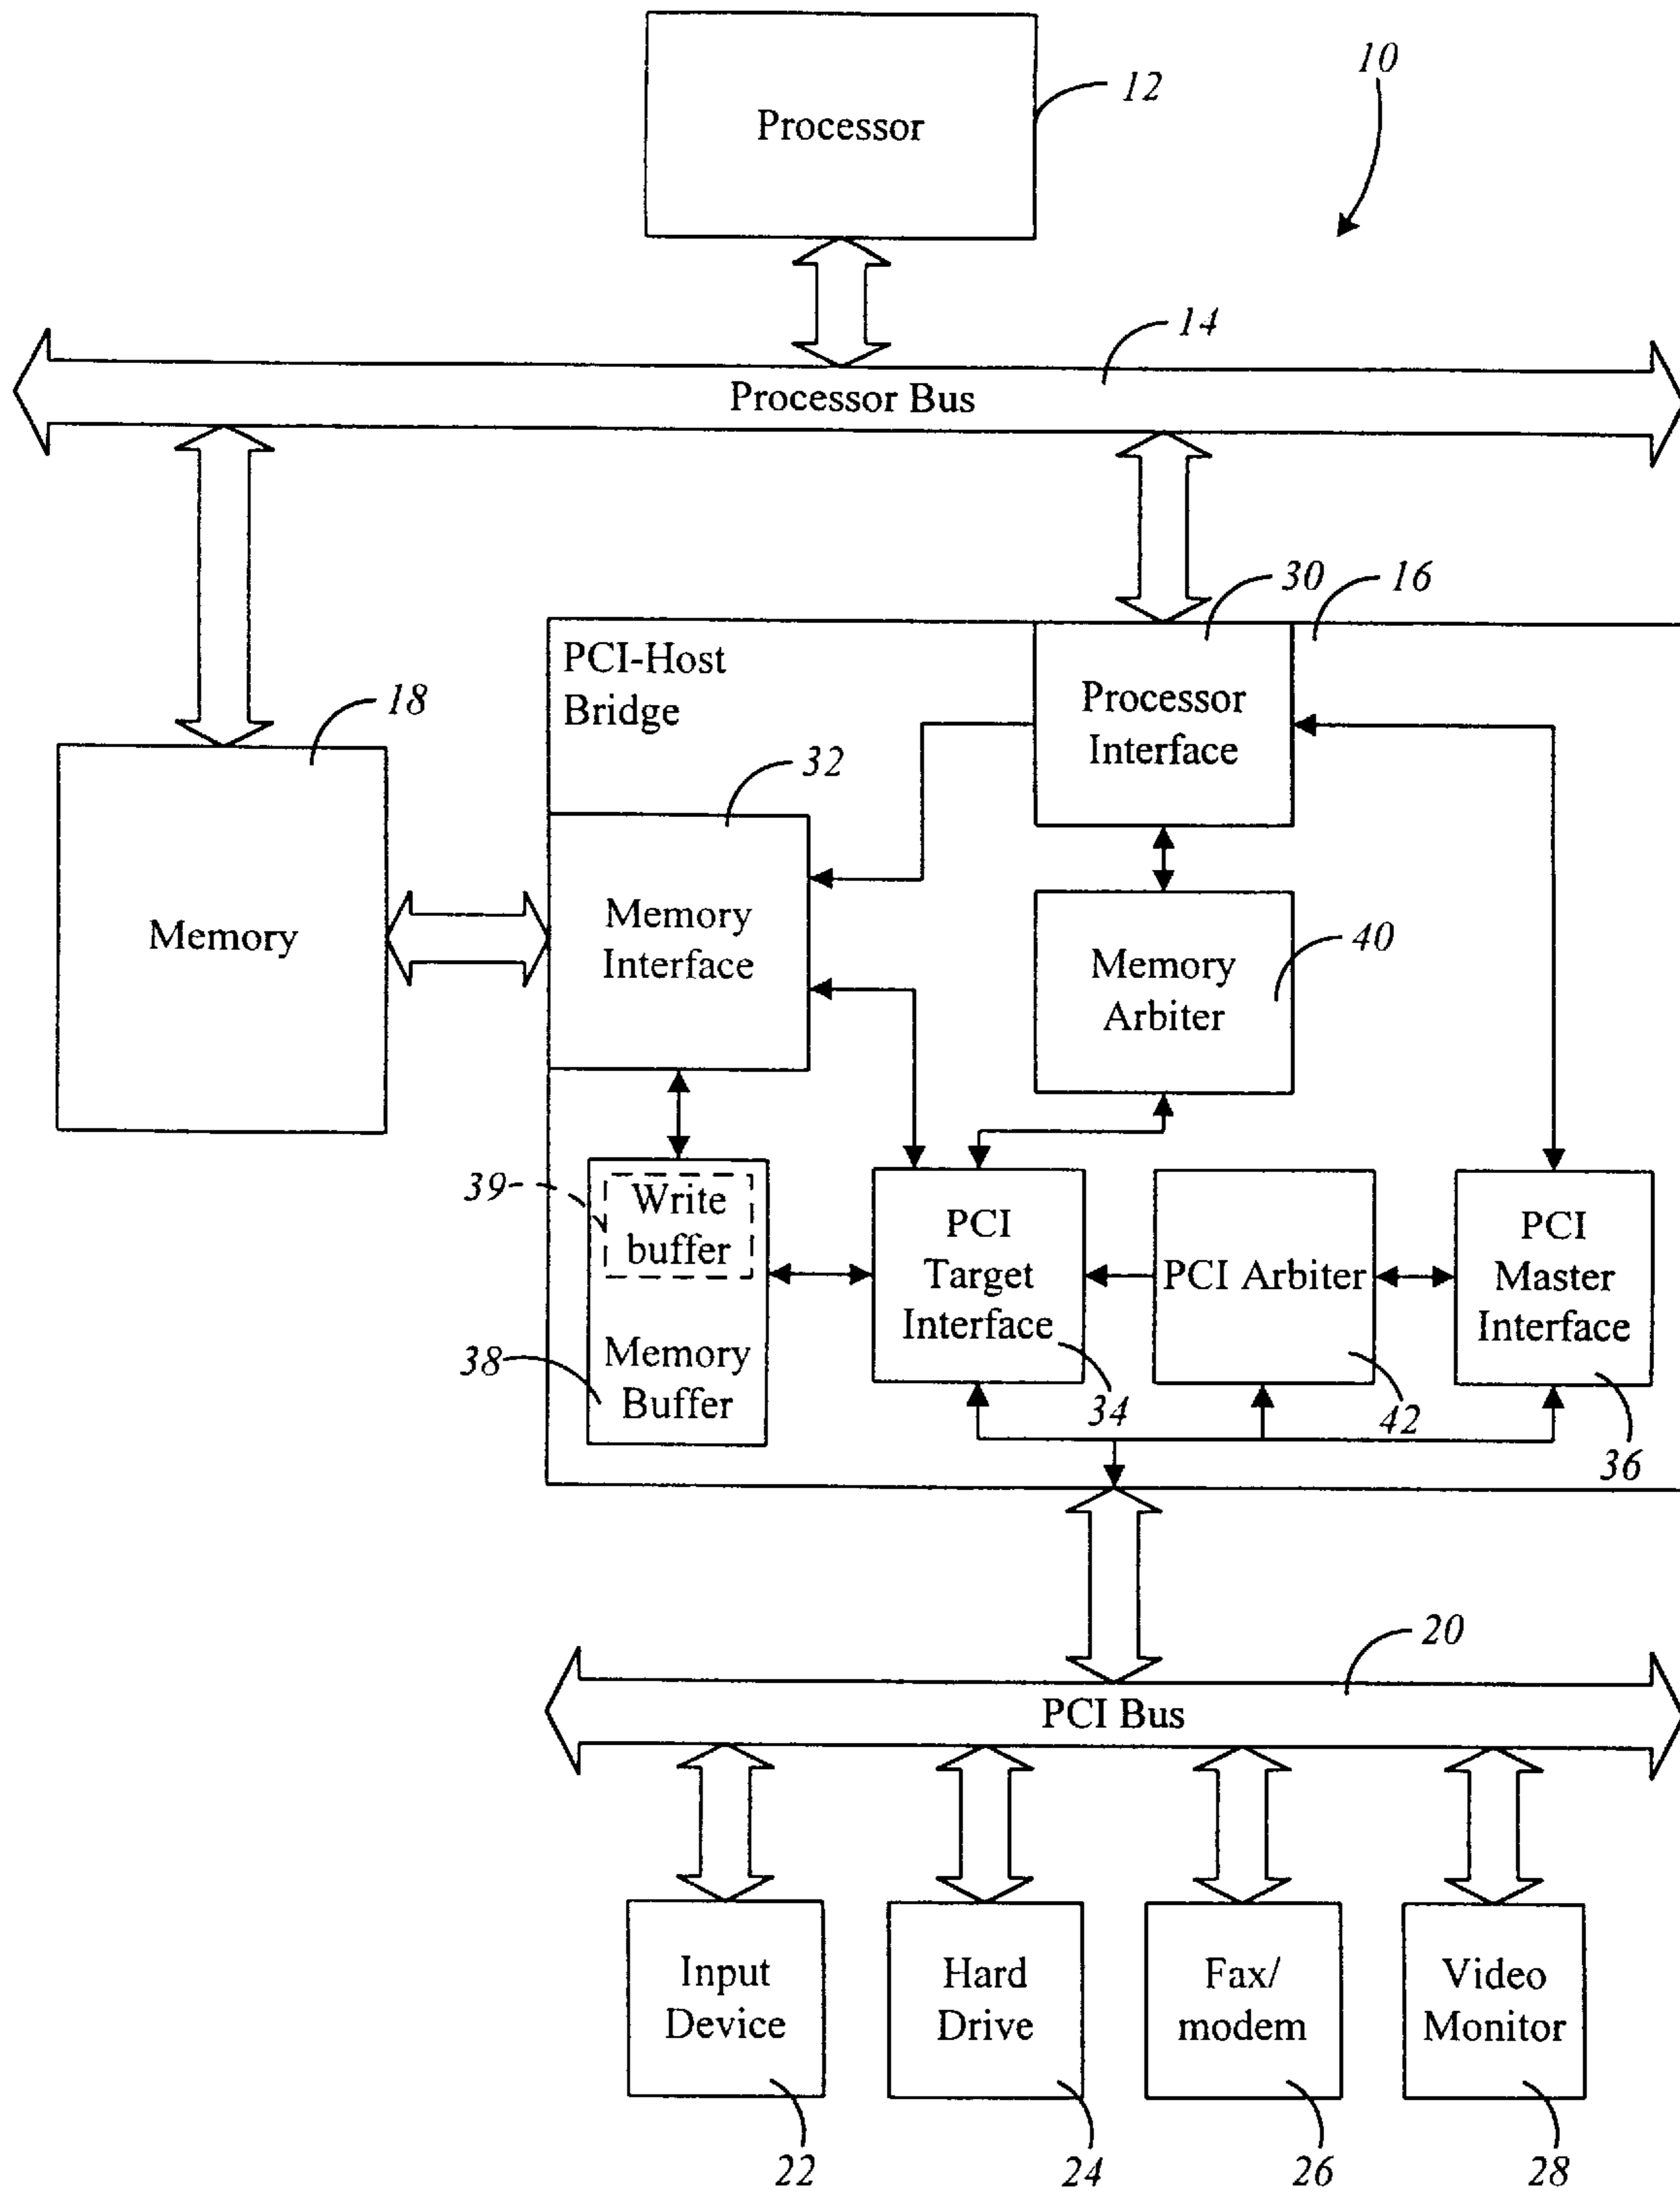 Processor
12
10
14
Processor Bus
30
16
PCI-Host
Bridge
18
Processor
Interface
32
Memory
Memory
Interface
Memory
Arbiter
40
39
Write
buffer
Memory
Buffer
38
PCI
Target
Interface
34
PCI Arbiter
42
PCI
Master
Interface
36
20
PCI Bus
Input
Device
Hard
Drive
Fax/
modem
Video
Monitor
22
24
26
28